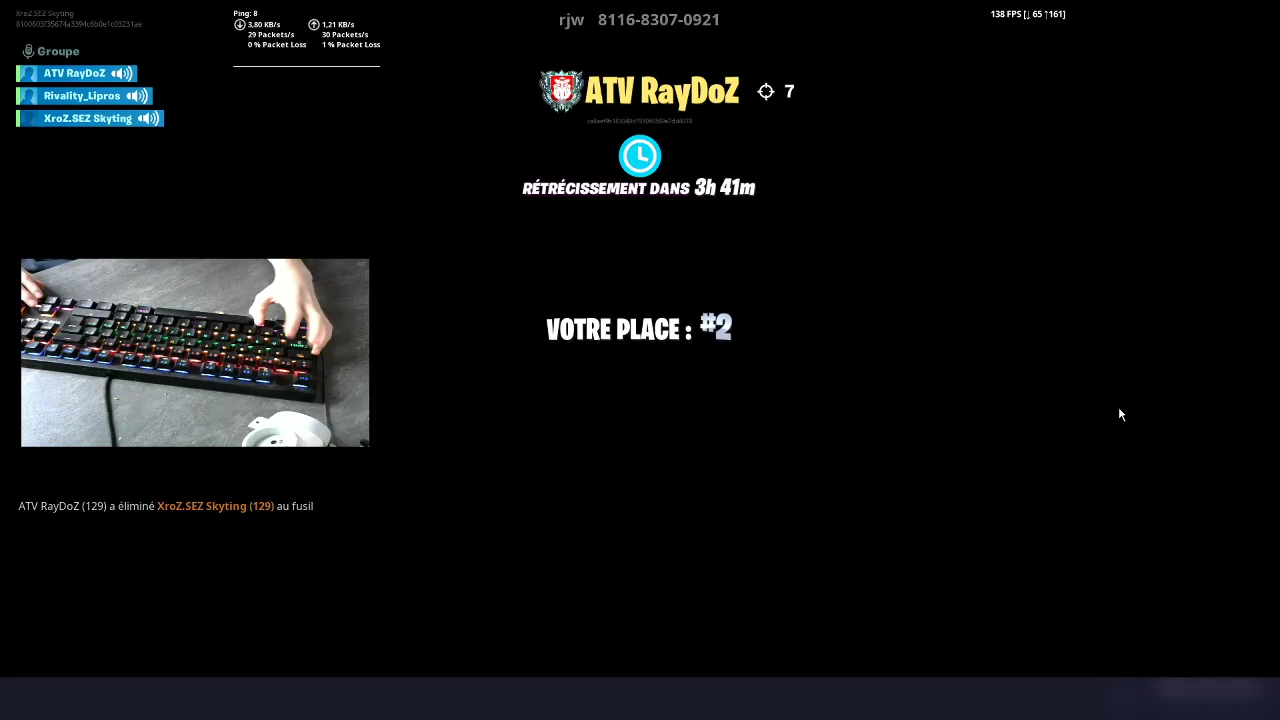 XroZ.SEZ Skyting
Groupe
ATV RayDoZ
Rivality_Lipros
XroZ.SEZ Skyting
Ping: 8
3,80 KB/s 1,21 KB/s
29 Packets/s 30 Packets/s
0 % Packet Loss 1 % Packet Loss
rjw 8116-8307-0921
138 FPS [↓ 65 ↑161]
ATV RayDoZ 7
RÉTRÉCISSEMENT DANS 3h 41m
VOTRE PLACE : #2
ATV RayDoZ (129) a éliminé XroZ.SEZ Skyting (129) au fusil